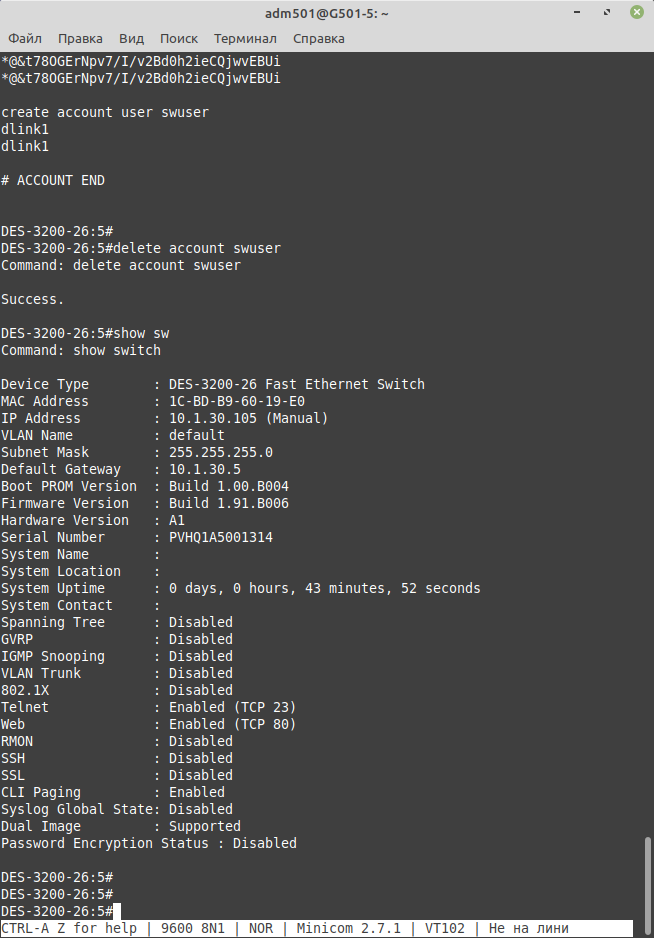 adm501@G501-5: ~
Файл Правка Вид Поиск Терминал Справка
*@&t78OGErNpv7/I/v2Bd0h2ieCQjwvEBUi
*@&t78OGErNpv7/I/v2Bd0h2ieCQjwvEBUi
create account user swuser
dlink1
dlink1
# ACCOUNT END
DES-3200-26:5#
DES-3200-26:5#delete account swuser
Command: delete account swuser
Success.
DES-3200-26:5#show sw
Command: show switch
Device Type : DES-3200-26 Fast Ethernet Switch
MAC Address : 1C-BD-B9-60-19-E0
IP Address : 10.1.30.105 (Manual)
VLAN Name : default
Subnet Mask : 255.255.255.0
Default Gateway : 10.1.30.5
Boot PROM Version : Build 1.00.B004
Firmware Version : Build 1.91.B006
Hardware Version : A1
Serial Number : PVHQ1A5001314
System Name :
System Location :
System Uptime : 0 days, 0 hours, 43 minutes, 52 seconds
System Contact :
Spanning Tree : Disabled
GVRP : Disabled
IGMP Snooping : Disabled
VLAN Trunk : Disabled
802.1X : Disabled
Telnet : Enabled (TCP 23)
Web : Enabled (TCP 80)
RMON : Disabled
SSH : Disabled
SSL : Disabled
CLI Paging : Enabled
Syslog Global State: Disabled
Dual Image : Supported
Password Encryption Status : Disabled
DES-3200-26:5#
DES-3200-26:5#
DES-3200-26:5#
CTRL-A Z for help | 9600 8N1 | NOR | Minicom 2.7.1 | VT102 | Не на лини